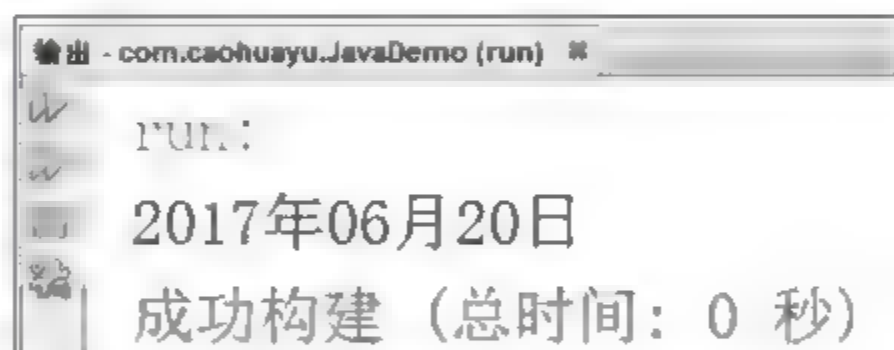 输出 - com.caohuayu.JavaDemo (run) ✖
run:
2017年06月20日
成功构建 (总时间: 0 秒)